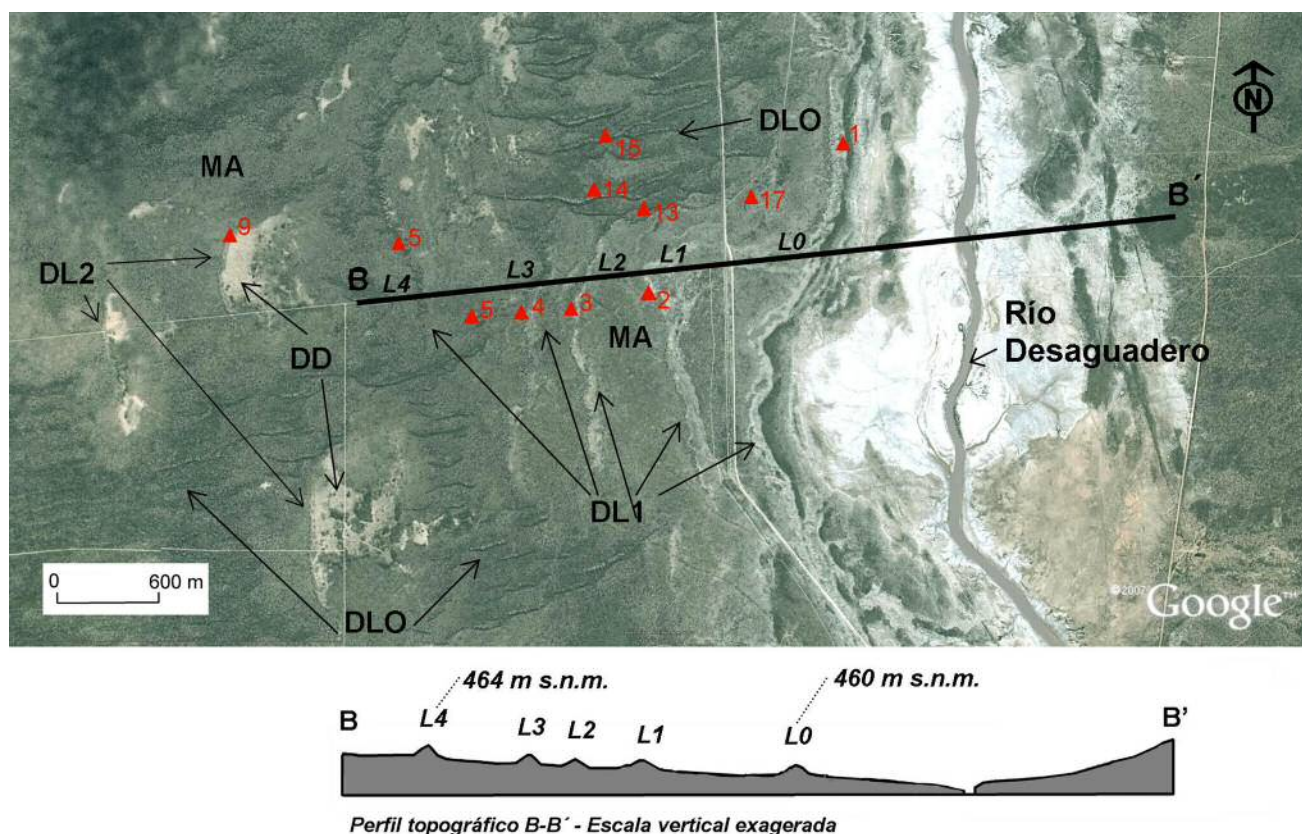 DLO
1
15
MA
14
17
13
B´
9
5
L0
L1
DL2
L2
L3
B
L4
2
Río
Desaguadero
5
4
3
MA
DD
DL1
0 600 m
©2007 Google™
DLO
N
464 m s.n.m.
460 m s.n.m.
B
L4
L3
L2
L1
L0
B'
Perfil topográfico B-B´ - Escala vertical exagerada